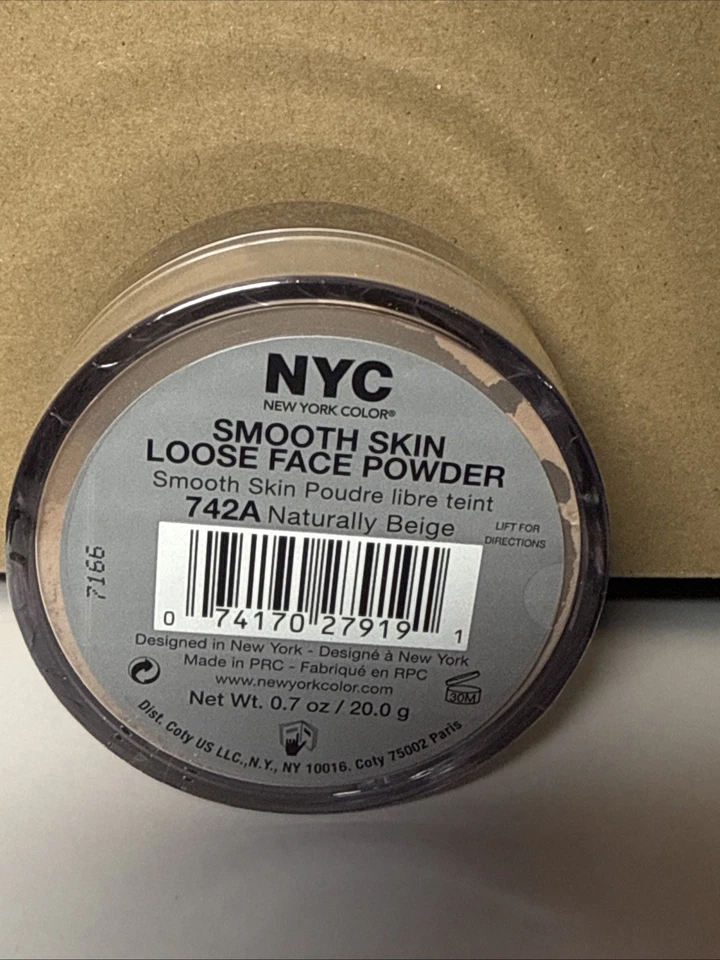 NYC
NEW YORK COLOR®
SMOOTH SKIN
LOOSE FACE POWDER
Smooth Skin Poudre libre teint
742A Naturally Beige
LIFT FOR
DIRECTIONS
7166
0 74170 27919 1
Designed in New York - Designé à New York
Made in PRC - Fabriqué en RPC
www.newyorkcolor.com
Net Wt. 0.7 oz / 20.0 g
30M
Dist. Coty US LLC.,N.Y., NY 10016. Coty 75002 Paris